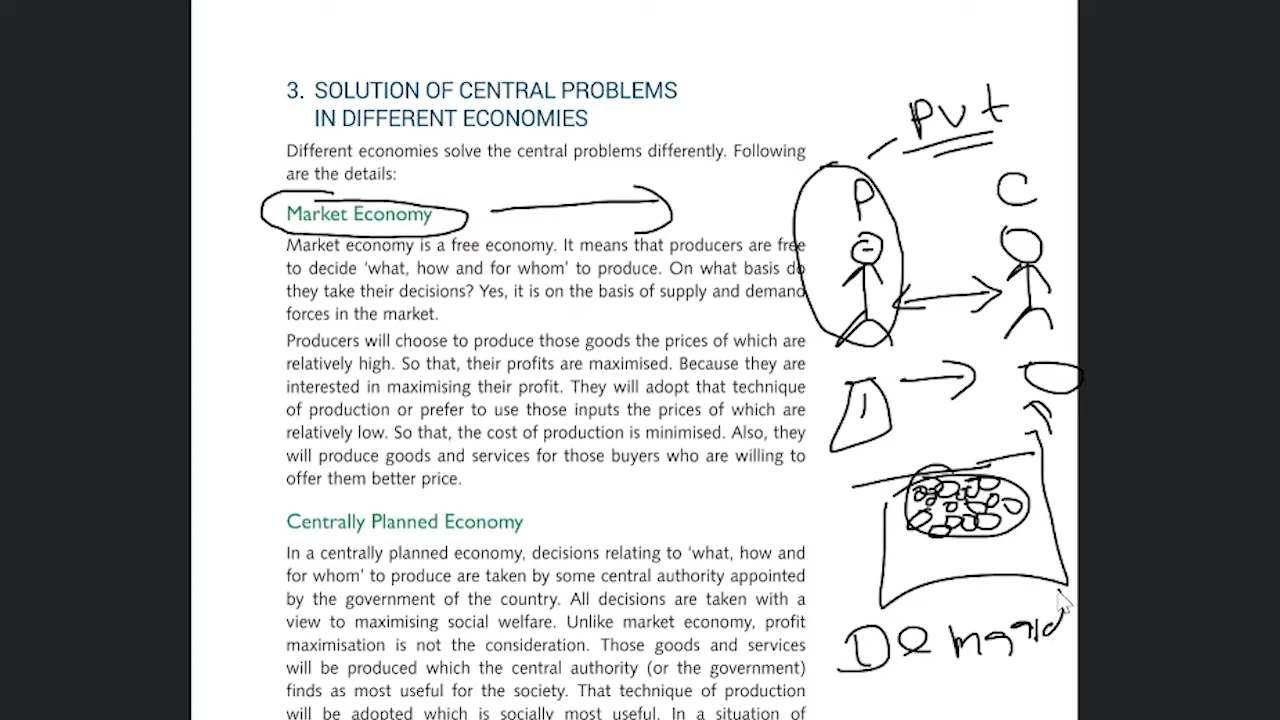 3. SOLUTION OF CENTRAL PROBLEMS
IN DIFFERENT ECONOMIES
Different economies solve the central problems differently. Following
are the details:
Market Economy
Market economy is a free economy. It means that producers are free
to decide ‘what, how and for whom’ to produce. On what basis do
they take their decisions? Yes, it is on the basis of supply and demand
forces in the market.
Producers will choose to produce those goods the prices of which are
relatively high. So that, their profits are maximised. Because they are
interested in maximising their profit. They will adopt that technique
of production or prefer to use those inputs the prices of which are
relatively low. So that, the cost of production is minimised. Also, they
will produce goods and services for those buyers who are willing to
offer them better price.
Centrally Planned Economy
In a centrally planned economy, decisions relating to ‘what, how and
for whom’ to produce are taken by some central authority appointed
by the government of the country. All decisions are taken with a
view to maximising social welfare. Unlike market economy, profit
maximisation is not the consideration. Those goods and services
will be produced which the central authority (or the government)
finds as most useful for the society. That technique of production
will be adopted which is socially most useful. In a situation of
Pvt
P C
Demand